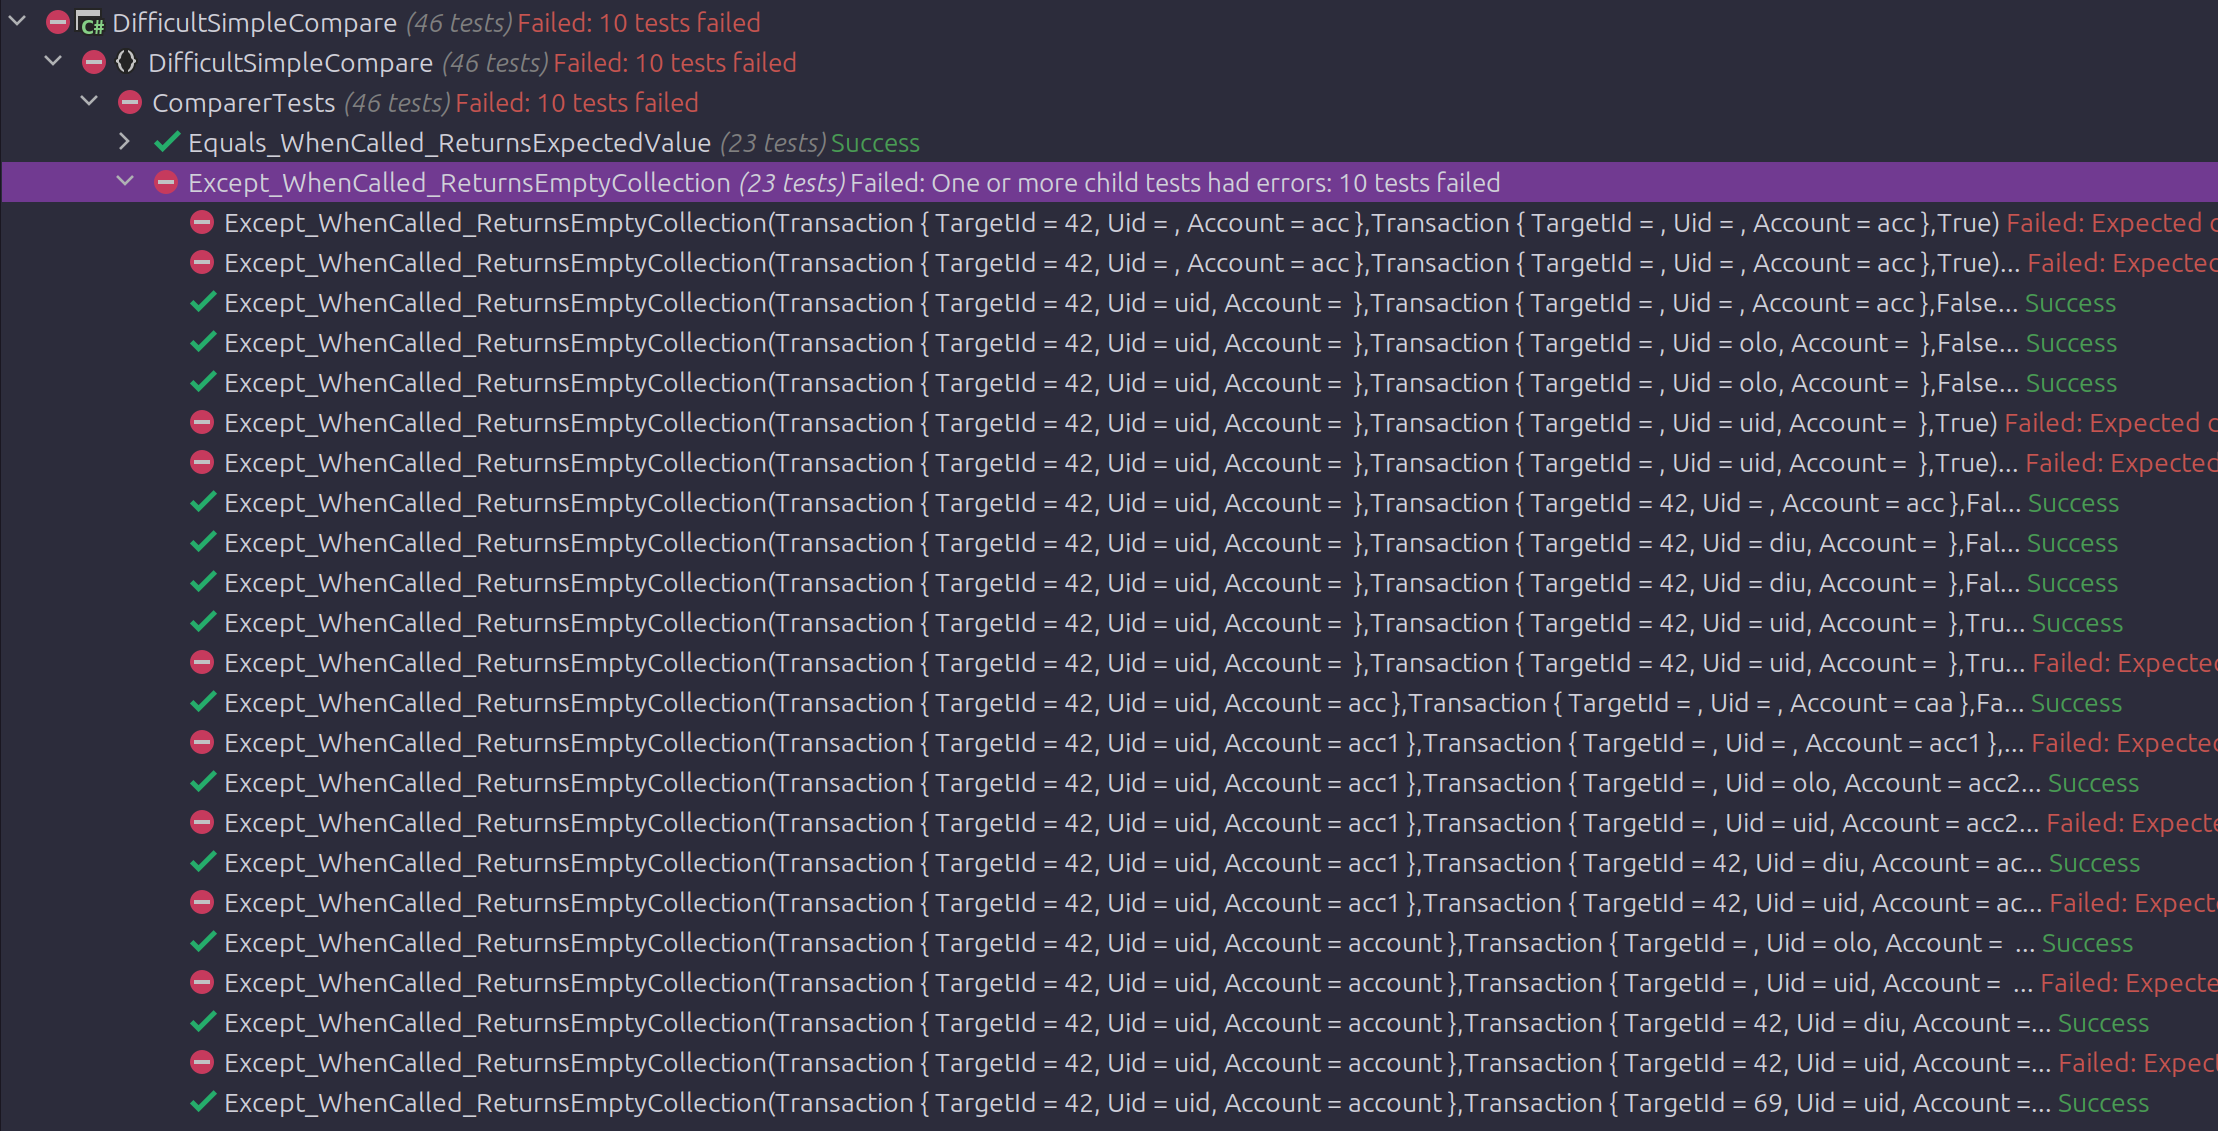 DifficultSimpleCompare (46 tests) Failed: 10 tests failed
DifficultSimpleCompare (46 tests) Failed: 10 tests failed
ComparerTests (46 tests) Failed: 10 tests failed
Equals_WhenCalled_ReturnsExpectedValue (23 tests) Success
Except_WhenCalled_ReturnsEmptyCollection (23 tests) Failed: One or more child tests had errors: 10 tests failed
Except_WhenCalled_ReturnsEmptyCollection(Transaction { TargetId = 42, Uid = , Account = acc },Transaction { TargetId = , Uid = , Account = acc },True) Failed: Expected c
Except_WhenCalled_ReturnsEmptyCollection(Transaction { TargetId = 42, Uid = , Account = acc },Transaction { TargetId = , Uid = , Account = acc },True)... Failed: Expected
Except_WhenCalled_ReturnsEmptyCollection(Transaction { TargetId = 42, Uid = uid, Account =  },Transaction { TargetId = , Uid = , Account = acc },False... Success
Except_WhenCalled_ReturnsEmptyCollection(Transaction { TargetId = 42, Uid = uid, Account =  },Transaction { TargetId = , Uid = olo, Account =  },False... Success
Except_WhenCalled_ReturnsEmptyCollection(Transaction { TargetId = 42, Uid = uid, Account =  },Transaction { TargetId = , Uid = olo, Account =  },False... Success
Except_WhenCalled_ReturnsEmptyCollection(Transaction { TargetId = 42, Uid = uid, Account =  },Transaction { TargetId = , Uid = uid, Account =  },True) Failed: Expected c
Except_WhenCalled_ReturnsEmptyCollection(Transaction { TargetId = 42, Uid = uid, Account =  },Transaction { TargetId = , Uid = uid, Account =  },True)... Failed: Expected
Except_WhenCalled_ReturnsEmptyCollection(Transaction { TargetId = 42, Uid = uid, Account =  },Transaction { TargetId = 42, Uid = , Account = acc },Fal... Success
Except_WhenCalled_ReturnsEmptyCollection(Transaction { TargetId = 42, Uid = uid, Account =  },Transaction { TargetId = 42, Uid = diu, Account =  },Fal... Success
Except_WhenCalled_ReturnsEmptyCollection(Transaction { TargetId = 42, Uid = uid, Account =  },Transaction { TargetId = 42, Uid = diu, Account =  },Fal... Success
Except_WhenCalled_ReturnsEmptyCollection(Transaction { TargetId = 42, Uid = uid, Account =  },Transaction { TargetId = 42, Uid = uid, Account =  },Tru... Success
Except_WhenCalled_ReturnsEmptyCollection(Transaction { TargetId = 42, Uid = uid, Account =  },Transaction { TargetId = 42, Uid = uid, Account =  },Tru... Failed: Expected
Except_WhenCalled_ReturnsEmptyCollection(Transaction { TargetId = 42, Uid = uid, Account = acc },Transaction { TargetId = , Uid = , Account = caa },Fa... Success
Except_WhenCalled_ReturnsEmptyCollection(Transaction { TargetId = 42, Uid = uid, Account = acc1 },Transaction { TargetId = , Uid = , Account = acc1 },... Failed: Expected
Except_WhenCalled_ReturnsEmptyCollection(Transaction { TargetId = 42, Uid = uid, Account = acc1 },Transaction { TargetId = , Uid = olo, Account = acc2... Success
Except_WhenCalled_ReturnsEmptyCollection(Transaction { TargetId = 42, Uid = uid, Account = acc1 },Transaction { TargetId = , Uid = uid, Account = acc2... Failed: Expecte
Except_WhenCalled_ReturnsEmptyCollection(Transaction { TargetId = 42, Uid = uid, Account = acc1 },Transaction { TargetId = 42, Uid = diu, Account = ac... Success
Except_WhenCalled_ReturnsEmptyCollection(Transaction { TargetId = 42, Uid = uid, Account = acc1 },Transaction { TargetId = 42, Uid = uid, Account = ac... Failed: Expect
Except_WhenCalled_ReturnsEmptyCollection(Transaction { TargetId = 42, Uid = uid, Account = account },Transaction { TargetId = , Uid = olo, Account =  ... Success
Except_WhenCalled_ReturnsEmptyCollection(Transaction { TargetId = 42, Uid = uid, Account = account },Transaction { TargetId = , Uid = uid, Account =  ... Failed: Expecte
Except_WhenCalled_ReturnsEmptyCollection(Transaction { TargetId = 42, Uid = uid, Account = account },Transaction { TargetId = 42, Uid = diu, Account =... Success
Except_WhenCalled_ReturnsEmptyCollection(Transaction { TargetId = 42, Uid = uid, Account = account },Transaction { TargetId = 42, Uid = uid, Account =... Failed: Expect
Except_WhenCalled_ReturnsEmptyCollection(Transaction { TargetId = 42, Uid = uid, Account = account },Transaction { TargetId = 69, Uid = uid, Account =... Success